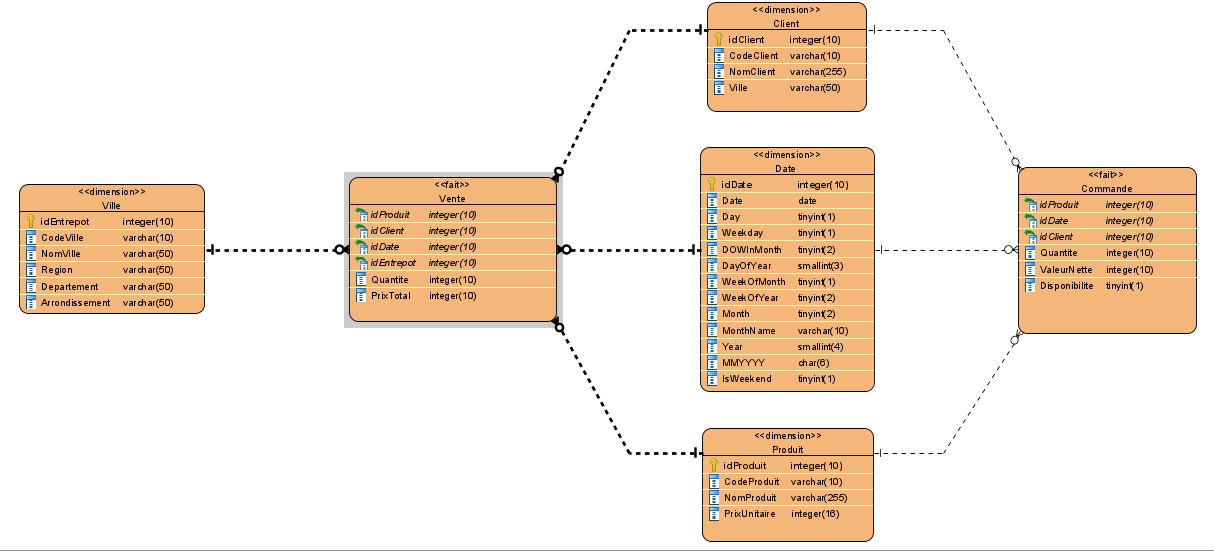 <<dimension>>
Client
idClient integer(10)
CodeClient varchar(10)
NomClient varchar(255)
Ville varchar(50)
<<dimension>>
Ville
idEntrepot integer(10)
CodeVille varchar(10)
NomVille varchar(50)
Region varchar(50)
Departement varchar(50)
Arrondissement varchar(50)
<<fait>>
Vente
idProduit integer(10)
idClient integer(10)
idDate integer(10)
idEntrepot integer(10)
Quantite integer(10)
PrixTotal integer(10)
<<dimension>>
Date
idDate integer(10)
Date date
Day tinyint(1)
Weekday tinyint(1)
DOWInMonth tinyint(2)
DayOfYear smallint(3)
WeekOfMonth tinyint(1)
WeekOfYear tinyint(2)
Month tinyint(2)
MonthName varchar(10)
Year smallint(4)
MMYYYY char(6)
IsWeekend tinyint(1)
<<fait>>
Commande
idProduit integer(10)
idDate integer(10)
idClient integer(10)
Quantite integer(10)
ValeurNette integer(10)
Disponibilite tinyint(1)
<<dimension>>
Produit
idProduit integer(10)
CodeProduit varchar(10)
NomProduit varchar(255)
PrixUnitaire integer(16)